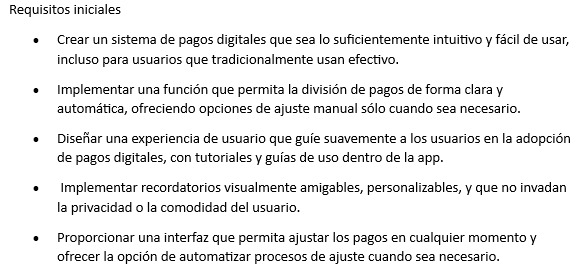 Requisitos iniciales
• Crear un sistema de pagos digitales que sea lo suficientemente intuitivo y fácil de usar,
incluso para usuarios que tradicionalmente usan efectivo.
• Implementar una función que permita la división de pagos de forma clara y
automática, ofreciendo opciones de ajuste manual sólo cuando sea necesario.
• Diseñar una experiencia de usuario que guíe suavemente a los usuarios en la adopción
de pagos digitales, con tutoriales y guías de uso dentro de la app.
• Implementar recordatorios visualmente amigables, personalizables, y que no invadan
la privacidad o la comodidad del usuario.
• Proporcionar una interfaz que permita ajustar los pagos en cualquier momento y
ofrecer la opción de automatizar procesos de ajuste cuando sea necesario.